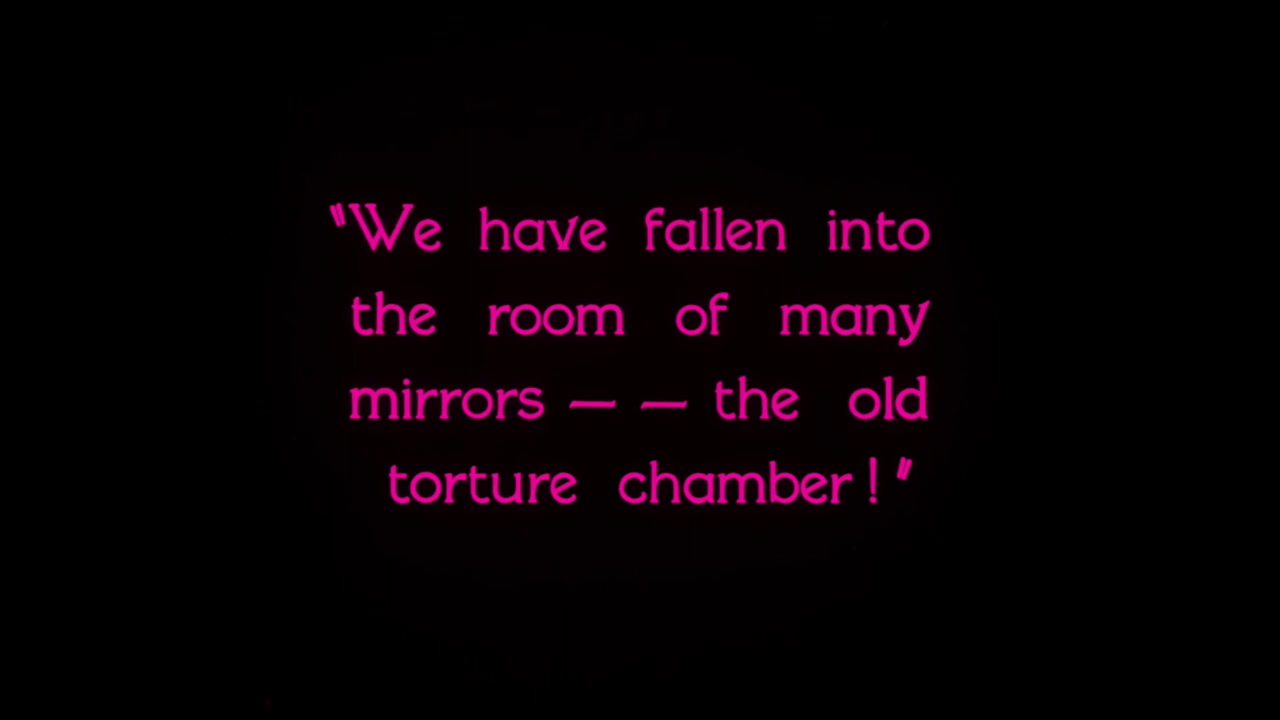 "We have fallen into
the room of many
mirrors — — the old
torture chamber!"